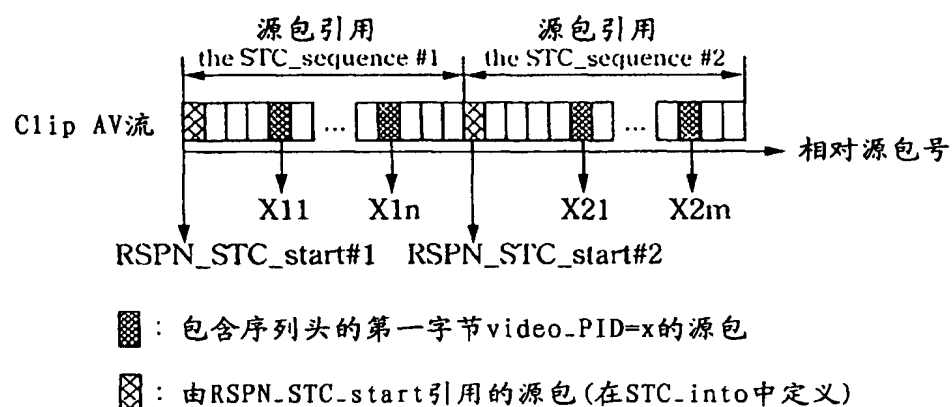 源包引用 源包引用
the STC_sequence #1 the STC_sequence #2
Clip AV流
... ...
相对源包号
X11 X1n X21 X2m
RSPN_STC_start#1 RSPN_STC_start#2
: 包含序列头的第一字节video_PID=x的源包
: 由RSPN_STC_start引用的源包(在STC_into中定义)